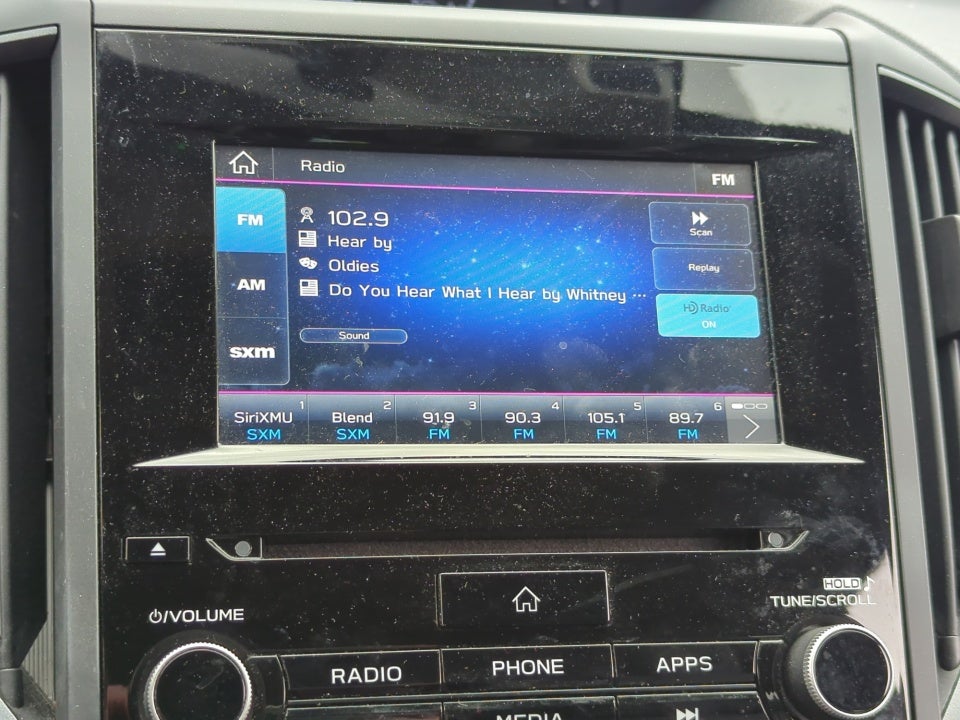 Radio
FM
FM
AM
sxm
102.9
Hear by
Oldies
Do You Hear What I Hear by Whitney ...
Sound
Scan
Replay
HD Radio
ON
1
SiriXMU
SXM
2
Blend
SXM
3
91.9
FM
4
90.3
FM
5
105.1
FM
6
89.7
FM
/VOLUME
HOLD
TUNE/SCROLL
RADIO
PHONE
APPS
MEDIA